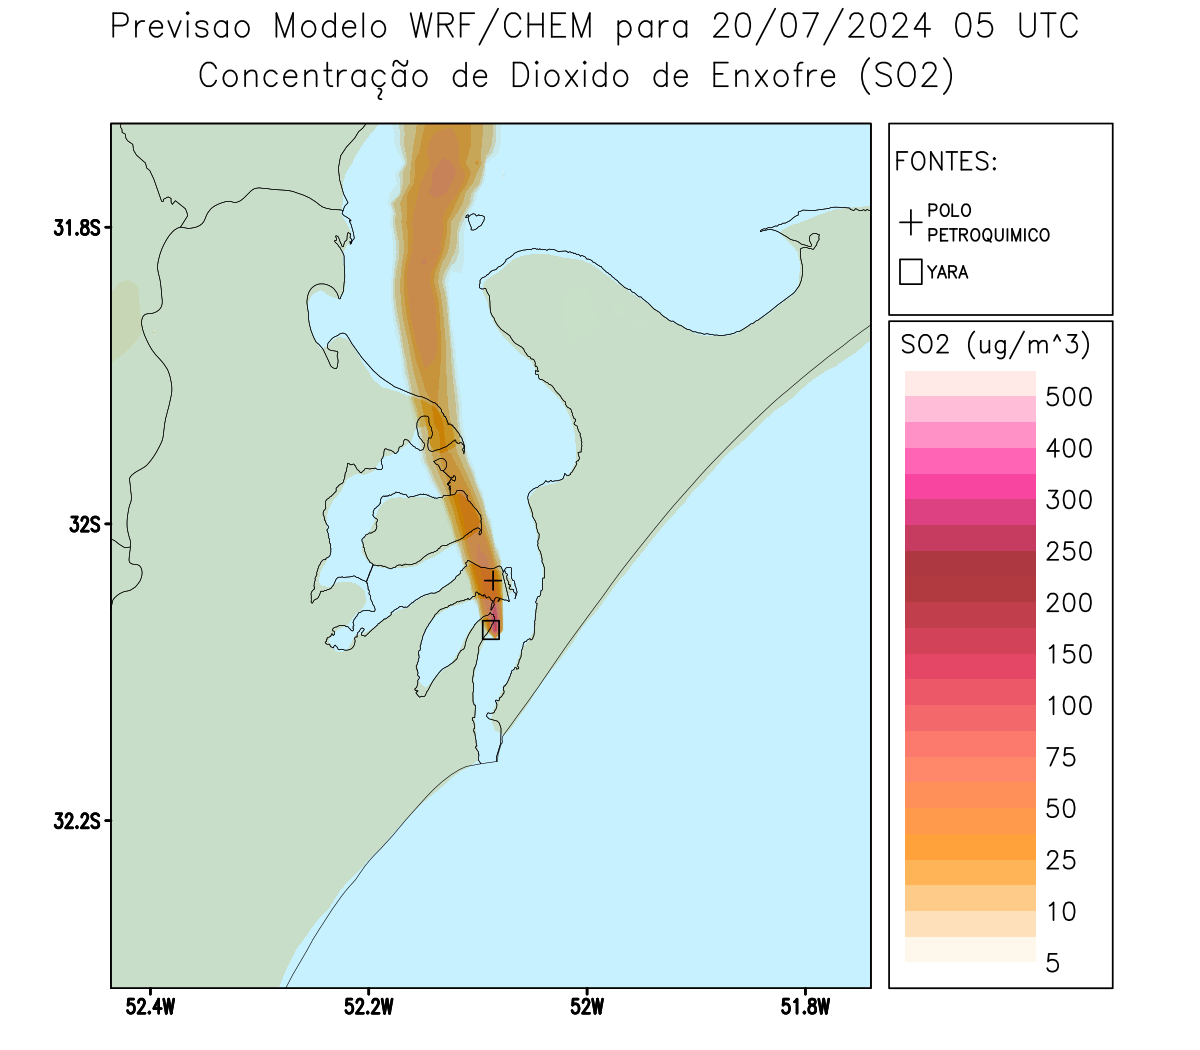 Previsao Modelo WRF/CHEM para 20/07/2024 05 UTC
Concentração de Dioxido de Enxofre (SO2)
FONTES:
POLO
PETROQUIMICO
YARA
SO2 (ug/m^3)
500
400
300
250
200
150
100
75
50
25
10
5
31.8S
32S
32.2S
52.4W
52.2W
52W
51.8W